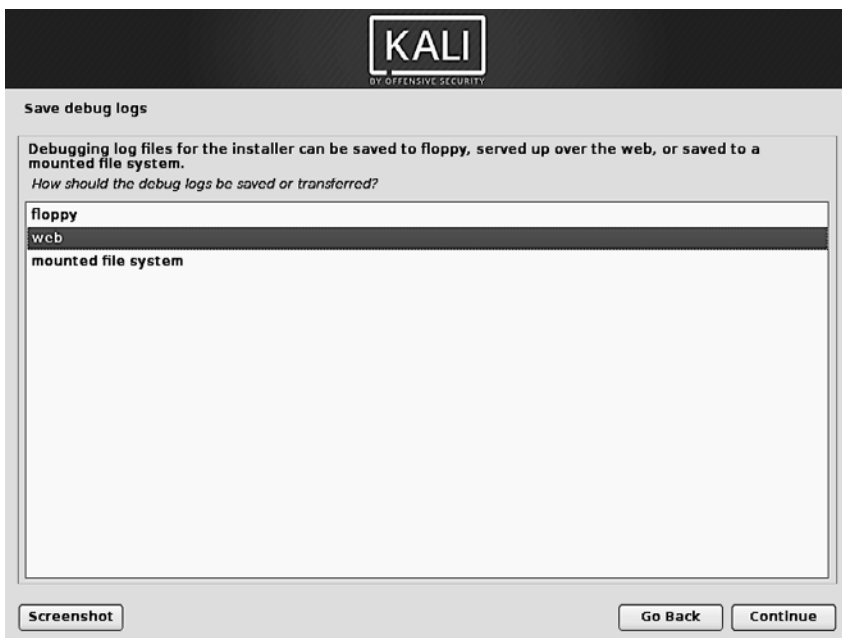 KALI
BY OFFENSIVE SECURITY
Save debug logs
Debugging log files for the installer can be saved to floppy, served up over the web, or saved to a
mounted file system.
How should the debug logs be saved or transferred?
floppy
web
mounted file system
Screenshot
Go Back
Continue